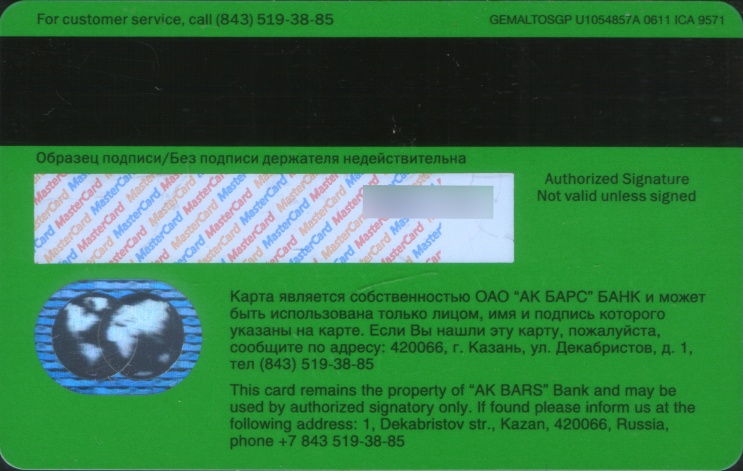 For customer service, call (843) 519-38-85
GEMALTOSGP U1054857A 0611 ICA 9571
Образец подписи/Без подписи держателя недействительна
Authorized Signature
Not valid unless signed
MasterCard MasterCard MasterCard MasterCard MasterCard
Карта является собственностью ОАО "АК БАРС" БАНК и может
быть использована только лицом, имя и подпись которого
указаны на карте. Если Вы нашли эту карту, пожалуйста,
сообщите по адресу: 420066, г. Казань, ул. Декабристов, д. 1,
тел (843) 519-38-85
This card remains the property of "AK BARS" Bank and may be
used by authorized signatory only. If found please inform us at the
following address: 1, Dekabristov str., Kazan, 420066, Russia,
phone +7 843 519-38-85